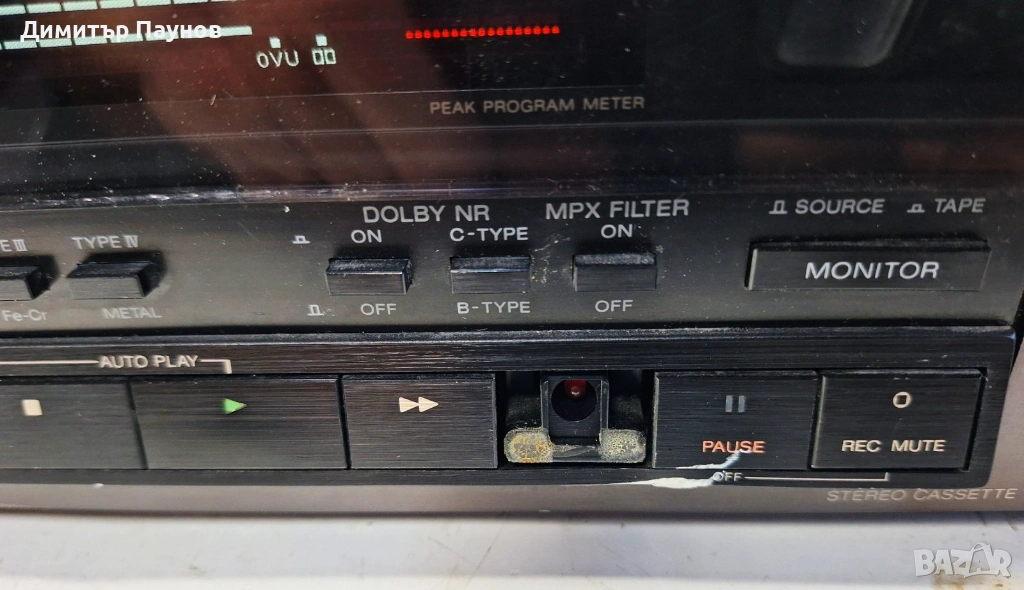 Димитър Паунов
0VU
PEAK PROGRAM METER
DOLBY NR
MPX FILTER
SOURCE
TAPE
TYPE IV
ON
C-TYPE
ON
MONITOR
Fe-Cr
METAL
OFF
B-TYPE
OFF
AUTO PLAY
PAUSE
REC MUTE
OFF
STEREO CASSETTE
BAZAR